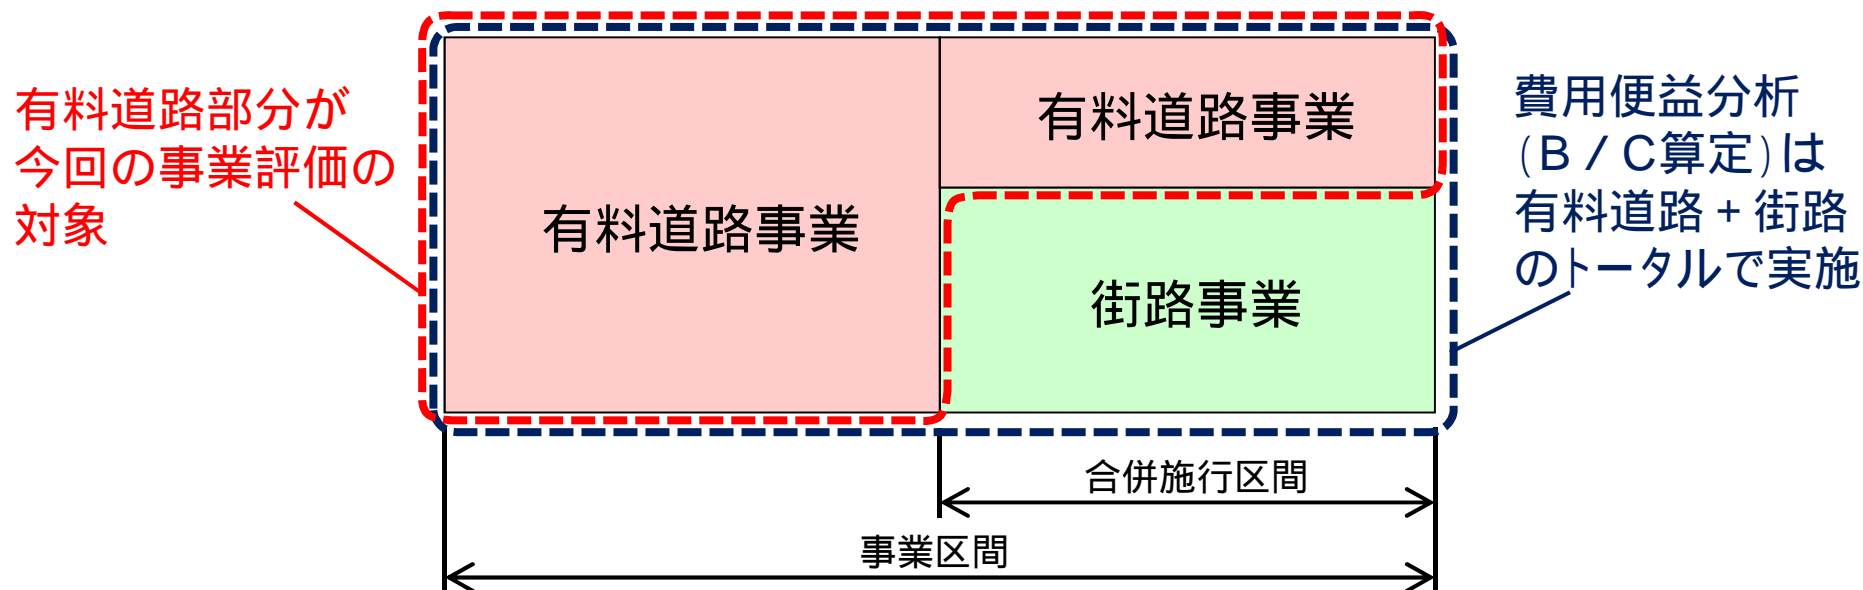 有料道路部分が
今回の事業評価の
対象
有料道路事業
有料道路事業
街路事業
費用便益分析
(Ｂ／Ｃ算定)は
有料道路＋街路
のﾄｰﾀﾙで実施
合併施行区間
事業区間